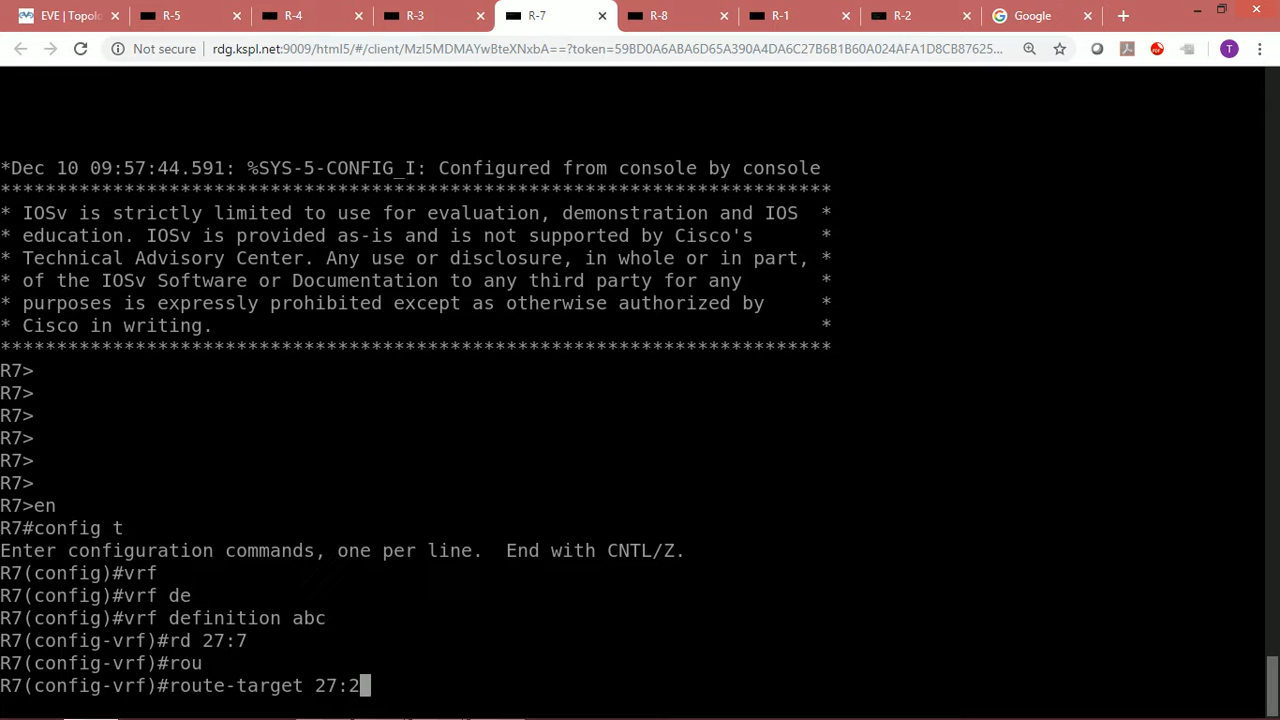 EVE | Topolo
R-5
R-4
R-3
R-7
R-8
R-1
R-2
Google
Not secure
rdg.kspl.net:9009/html5/#/client/MzI5MDMAYwBteXNxbA==?token=59BD0A6ABA6D65A390A4DA6C27B6B1B60A024AFA1D8CB87625...
T
*Dec 10 09:57:44.591: %SYS-5-CONFIG_I: Configured from console by console
**************************************************************************
* IOSv is strictly limited to use for evaluation, demonstration and IOS  *
* education. IOSv is provided as-is and is not supported by Cisco's      *
* Technical Advisory Center. Any use or disclosure, in whole or in part, *
* of the IOSv Software or Documentation to any third party for any       *
* purposes is expressly prohibited except as otherwise authorized by     *
* Cisco in writing.                                                      *
**************************************************************************
R7>
R7>
R7>
R7>
R7>
R7>
R7>en
R7#config t
Enter configuration commands, one per line.  End with CNTL/Z.
R7(config)#vrf
R7(config)#vrf de
R7(config)#vrf definition abc
R7(config-vrf)#rd 27:7
R7(config-vrf)#rou
R7(config-vrf)#route-target 27:2